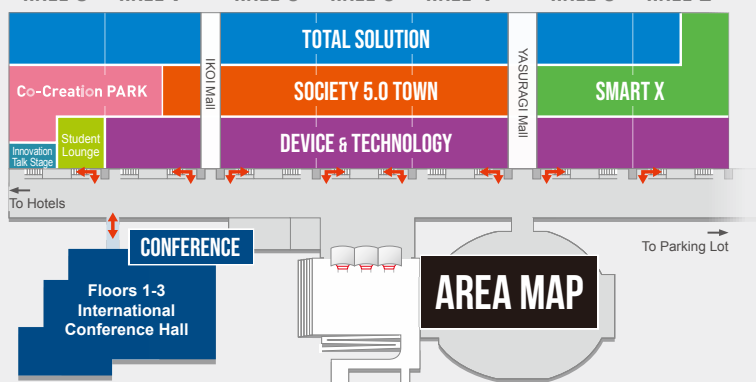 TOTAL SOLUTION
IKOI Mall
YASURAGI Mall
Co-Creation PARK
SOCIETY 5.0 TOWN
SMART X
Student
Lounge
DEVICE & TECHNOLOGY
Innovation
Talk Stage
To Hotels
CONFERENCE
To Parking Lot
Floors 1-3
International
Conference Hall
AREA MAP